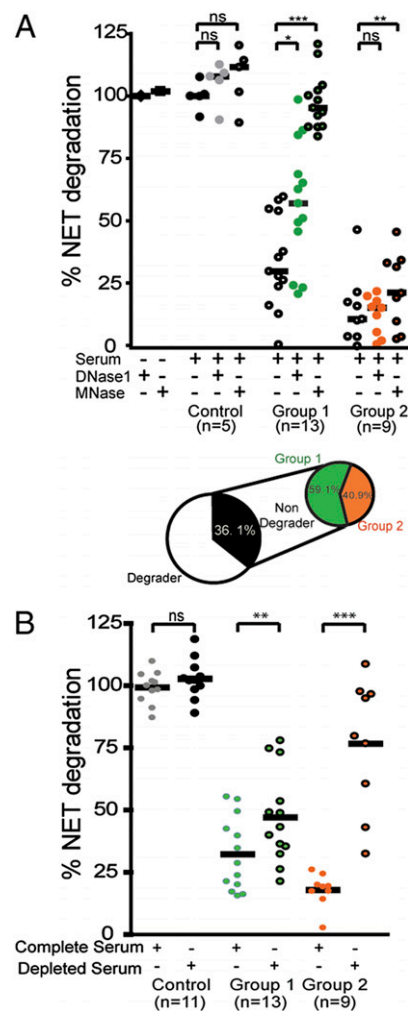 A
ns
***
**
ns
*
ns
% NET degradation
125
100
75
50
25
0
Serum - - + + + + + + + + +
DNase1 + - - + - - + - - + -
MNase - + - - + - - + - - +
Control (n=5)
Group 1 (n=13)
Group 2 (n=9)
Group 1
59.1%
40.9%
Non Degrader
Group 2
36. 1%
Degrader
B
ns
**
***
% NET degradation
125
100
75
50
25
0
Complete Serum + - + - + -
Depleted Serum - + - + - +
Control (n=11)
Group 1 (n=13)
Group 2 (n=9)